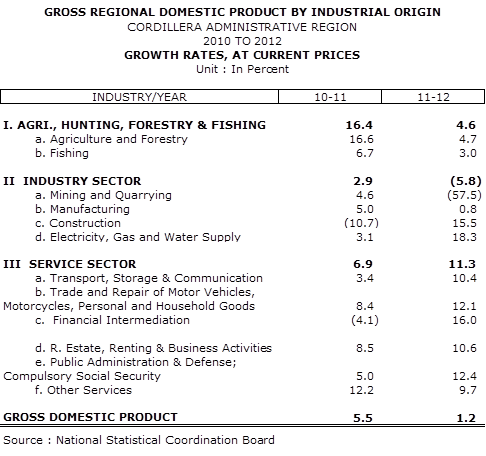 GROSS REGIONAL DOMESTIC PRODUCT BY INDUSTRIAL ORIGIN
CORDILLERA ADMINISTRATIVE REGION
2010 TO 2012
GROWTH RATES, AT CURRENT PRICES
Unit : In Percent
INDUSTRY/YEAR 10-11 11-12
I. AGRI., HUNTING, FORESTRY & FISHING 16.4 4.6
a. Agriculture and Forestry 16.6 4.7
b. Fishing 6.7 3.0
II INDUSTRY SECTOR 2.9 (5.8)
a. Mining and Quarrying 4.6 (57.5)
b. Manufacturing 5.0 0.8
c. Construction (10.7) 15.5
d. Electricity, Gas and Water Supply 3.1 18.3
III SERVICE SECTOR 6.9 11.3
a. Transport, Storage & Communication 3.4 10.4
b. Trade and Repair of Motor Vehicles,
Motorcycles, Personal and Household Goods 8.4 12.1
c. Financial Intermediation (4.1) 16.0
d. R. Estate, Renting & Business Activities 8.5 10.6
e. Public Administration & Defense;
Compulsory Social Security 5.0 12.4
f. Other Services 12.2 9.7
GROSS DOMESTIC PRODUCT 5.5 1.2
Source : National Statistical Coordination Board